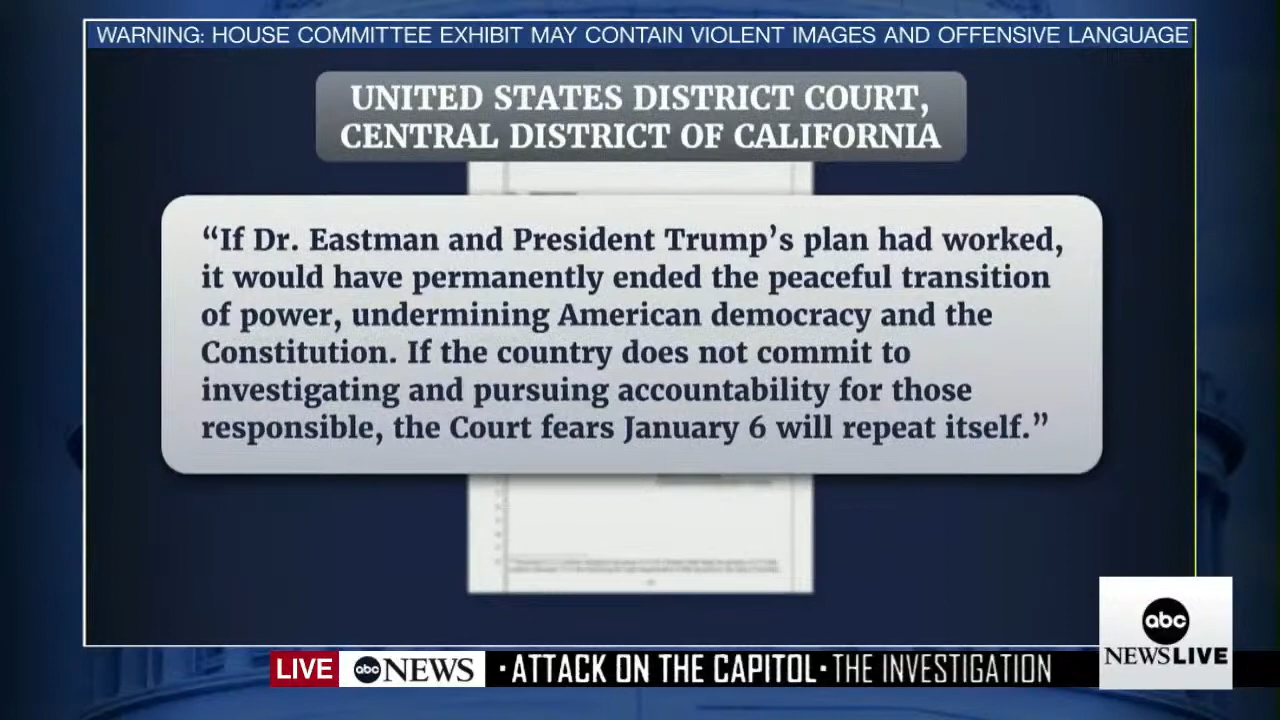 WARNING: HOUSE COMMITTEE EXHIBIT MAY CONTAIN VIOLENT IMAGES AND OFFENSIVE LANGUAGE
UNITED STATES DISTRICT COURT,
CENTRAL DISTRICT OF CALIFORNIA
“If Dr. Eastman and President Trump’s plan had worked,
it would have permanently ended the peaceful transition
of power, undermining American democracy and the
Constitution. If the country does not commit to
investigating and pursuing accountability for those
responsible, the Court fears January 6 will repeat itself.”
abc
NEWSLIVE
LIVE abc NEWS · ATTACK ON THE CAPITOL · THE INVESTIGATION